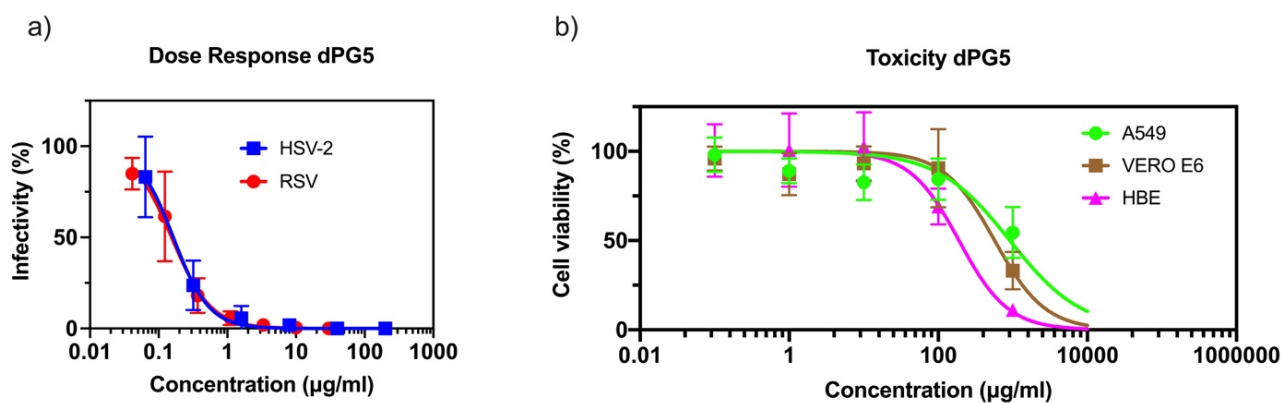 a)
Dose Response dPG5
Infectivity (%)
100
50
0
HSV-2
RSV
0.01 0.1 1 10 100 1000
Concentration (µg/ml)
b)
Toxicity dPG5
Cell viability (%)
100
50
0
A549
VERO E6
HBE
0.01 1 100 10000 1000000
Concentration (µg/ml)